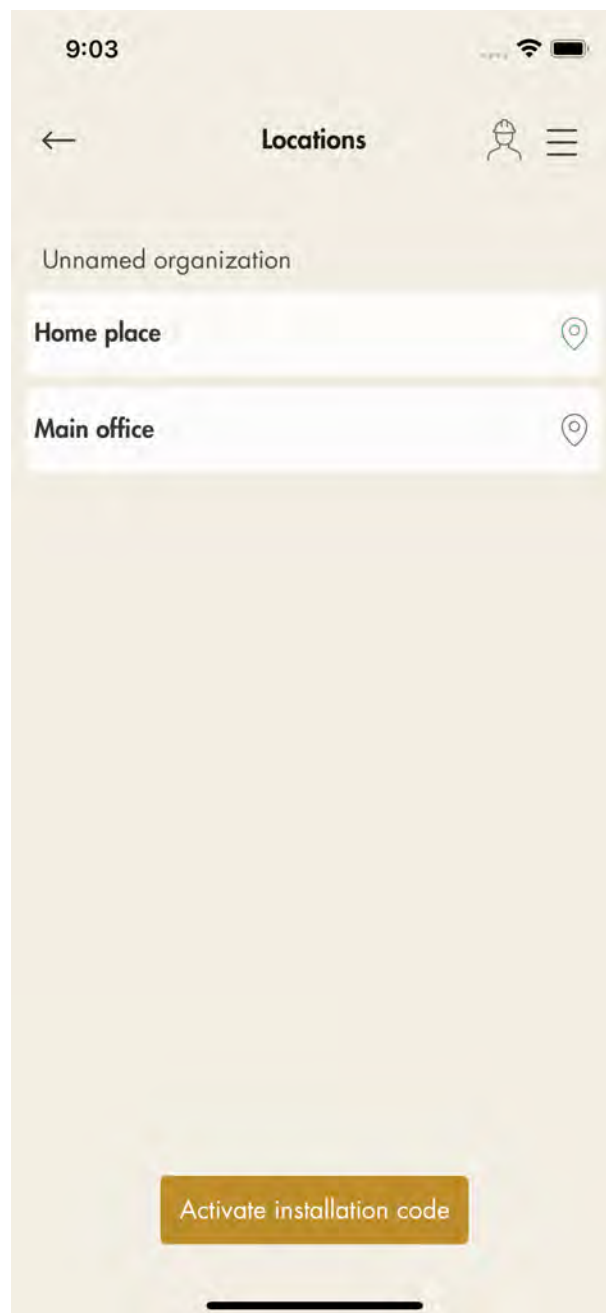 9:03
Locations
Unnamed organization
Home place
Main office
Activate installation code